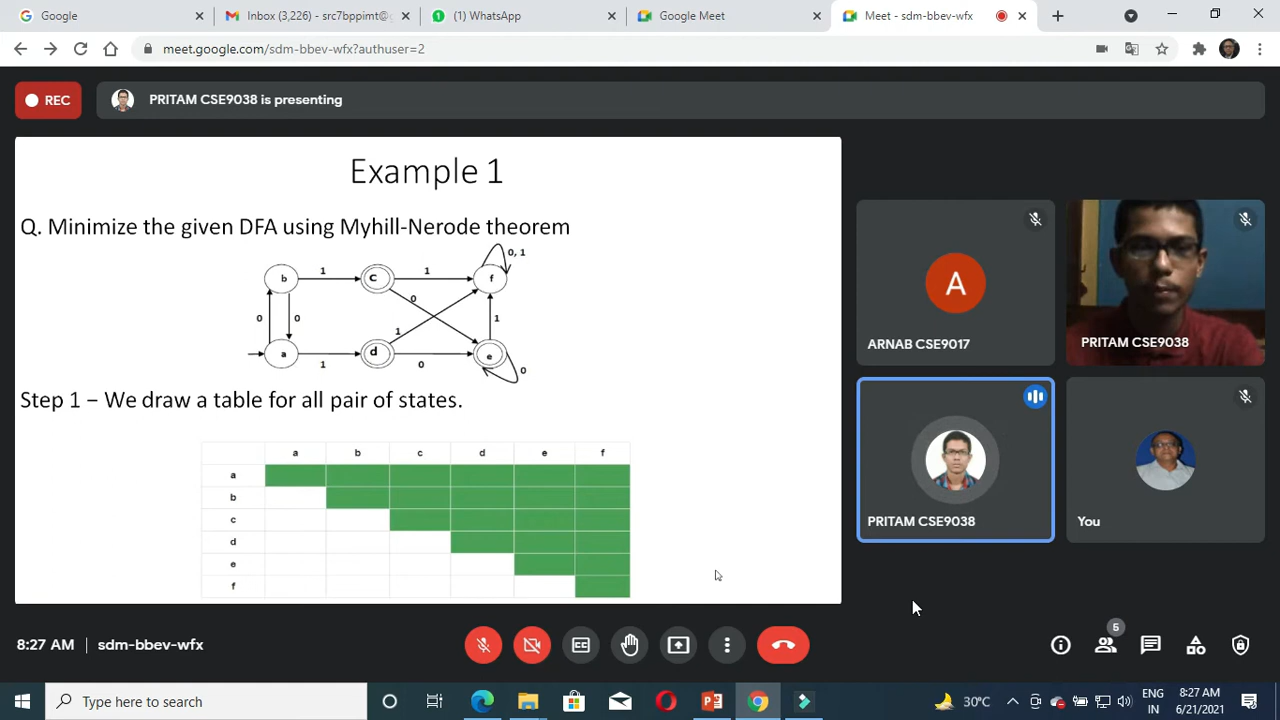 Google
Inbox (3,226) - src7bppimt@g
(1) WhatsApp
Google Meet
Meet - sdm-bbev-wfx
meet.google.com/sdm-bbev-wfx?authuser=2
REC
PRITAM CSE9038 is presenting
Example 1
Q. Minimize the given DFA using Myhill-Nerode theorem
0, 1
b 1 C 1 f
0
0 0 1 1
a d e
1 0 0
Step 1 – We draw a table for all pair of states.
a b c d e f
a
b
c
d
e
f
ARNAB CSE9017
PRITAM CSE9038
A
PRITAM CSE9038
You
8:27 AM | sdm-bbev-wfx
CC
5
Type here to search
30°C
ENG
IN
8:27 AM
6/21/2021